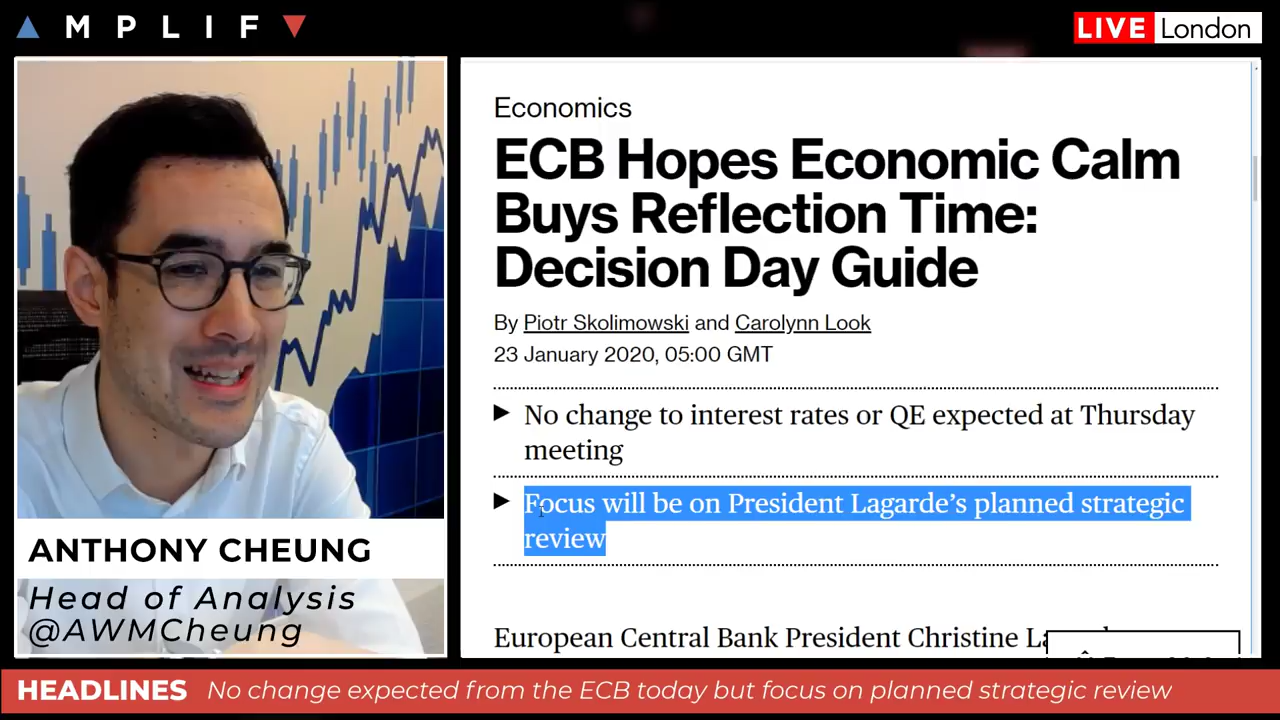 ▲ M P L I F ▼
LIVE London
Economics
ECB Hopes Economic Calm
Buys Reflection Time:
Decision Day Guide
By Piotr Skolimowski and Carolynn Look
23 January 2020, 05:00 GMT
▶ No change to interest rates or QE expected at Thursday
meeting
▶ Focus will be on President Lagarde’s planned strategic
review
European Central Bank President Christine
ANTHONY CHEUNG
Head of Analysis
@AWMCheung
HEADLINES No change expected from the ECB today but focus on planned strategic review